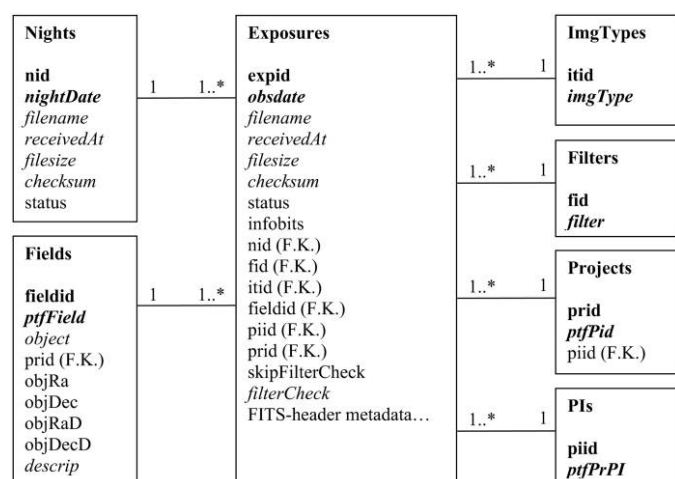 Nights
nid
nightDate
filename
receivedAt
filesize
checksum
status
1
1..*
Fields
fieldid
ptfField
object
prid (F.K.)
objRa
objDec
objRaD
objDecD
descrip
1
1..*
Exposures
expid
obsdate
filename
receivedAt
filesize
checksum
status
infobits
nid (F.K.)
fid (F.K.)
itid (F.K.)
fieldid (F.K.)
piid (F.K.)
prid (F.K.)
skipFilterCheck
filterCheck
FITS-header metadata…
1..*
1
ImgTypes
itid
imgType
1..*
1
Filters
fid
filter
1..*
1
Projects
prid
ptfPid
piid (F.K.)
1..*
1
PIs
piid
ptfPrPI